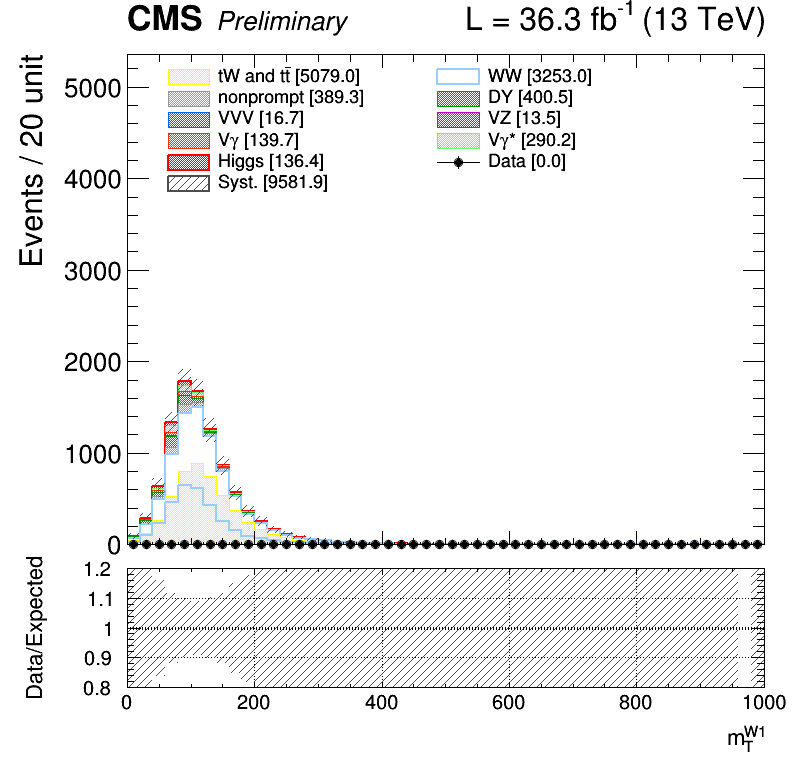 CMS Preliminary L = 36.3 fb-1 (13 TeV)
Events / 20 unit
5000
4000
3000
2000
1000
0
tW and tt̄ [5079.0]
nonprompt [389.3]
VVV [16.7]
Vγ [139.7]
Higgs [136.4]
Syst. [9581.9]
WW [3253.0]
DY [400.5]
VZ [13.5]
Vγ* [290.2]
Data [0.0]
Data/Expected
1.2
1.1
1
0.9
0.8
0 200 400 600 800 1000
m_T^W1